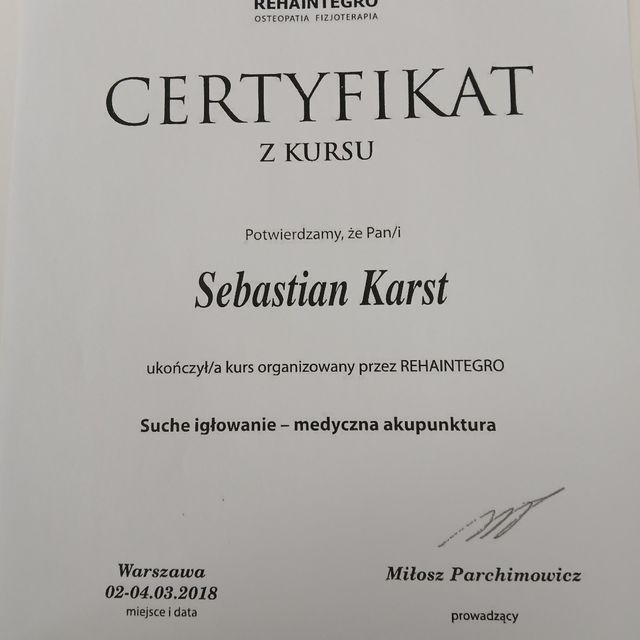 REHAINTEGRO
OSTEOPATIA FIZJOTERAPIA
CERTYFIKAT
Z KURSU
Potwierdzamy, że Pan/i
Sebastian Karst
ukończył/a kurs organizowany przez REHAINTEGRO
Suche igłowanie – medyczna akupunktura
Warszawa
02-04.03.2018
miejsce i data
Miłosz Parchimowicz
prowadzący